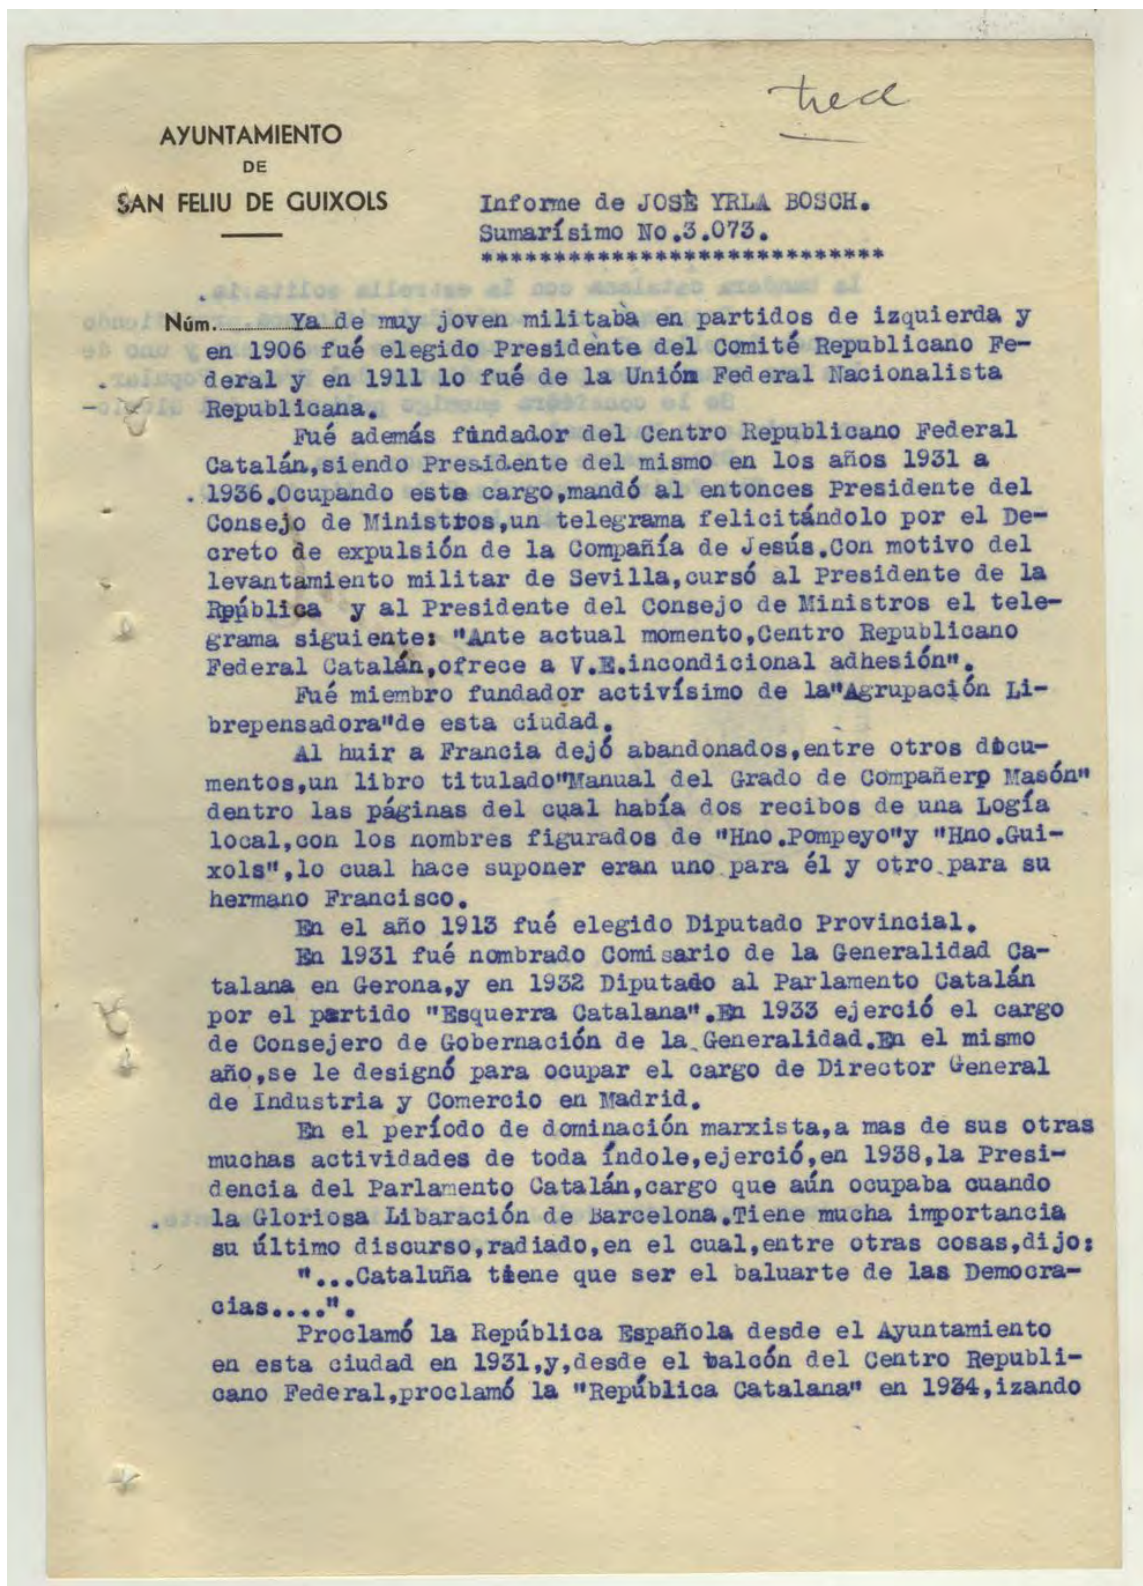 tred
AYUNTAMIENTO
DE
SAN FELIU DE GUIXOLS
Informe de JOSÈ YRLA BOSCH.
Sumarísimo No.3.073.
****************************
Núm. Ya de muy joven militaba en partidos de izquierda y
en 1906 fué elegido Presidente del Comité Republicano Fe-
deral y en 1911 lo fué de la Unión Federal Nacionalista
Republicana.
Fué además fundador del Centro Republicano Federal
Catalán,siendo Presidente del mismo en los años 1931 a
1936.Ocupando este cargo,mandó al entonces Presidente del
Consejo de Ministros,un telegrama felicitándolo por el De-
creto de expulsión de la Compañía de Jesús.Con motivo del
levantamiento militar de Sevilla,cursó al Presidente de la
República y al Presidente del Consejo de Ministros el tele-
grama siguiente: "Ante actual momento,Centro Republicano
Federal Catalán,ofrece a V.E.incondicional adhesión".
Fué miembro fundador activísimo de la"Agrupación Li-
brepensadora"de esta ciudad.
Al huir a Francia dejó abandonados,entre otros docu-
mentos,un libro titulado"Manual del Grado de Compañero Masón"
dentro las páginas del cual había dos recibos de una Logía
local,con los nombres figurados de "Hno.Pompeyo"y "Hno.Gui-
xols",lo cual hace suponer eran uno para él y otro para su
hermano Francisco.
En el año 1913 fué elegido Diputado Provincial.
En 1931 fué nombrado Comisario de la Generalidad Ca-
talana en Gerona,y en 1932 Diputado al Parlamento Catalán
por el partido "Esquerra Catalana".En 1933 ejerció el cargo
de Consejero de Gobernación de la Generalidad.En el mismo
año,se le designó para ocupar el cargo de Director General
de Industria y Comercio en Madrid.
En el período de dominación marxista,a mas de sus otras
muchas actividades de toda índole,ejerció,en 1938,la Presi-
dencia del Parlamento Catalán,cargo que aún ocupaba cuando
la Gloriosa Libaración de Barcelona.Tiene mucha importancia
su último discurso,radiado,en el cual,entre otras cosas,dijo:
"...Cataluña tiene que ser el baluarte de las Democra-
cias....".
Proclamó la República Española desde el Ayuntamiento
en esta ciudad en 1931,y,desde el balcón del Centro Republi-
cano Federal,proclamó la "República Catalana" en 1934,izando